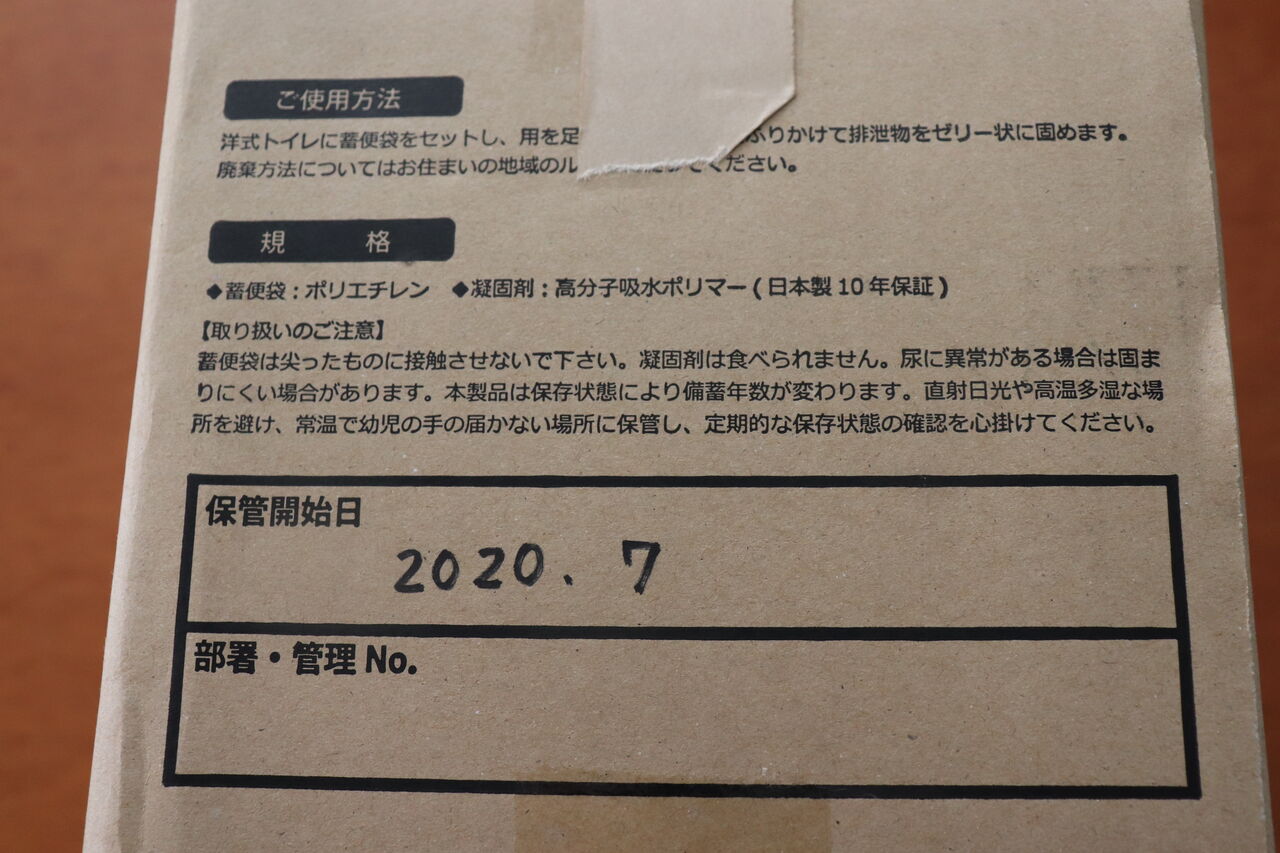 ご使用方法
洋式トイレに蓄便袋をセットし、用を足 ふりかけて排泄物をゼリー状に固めます。
廃棄方法についてはお住まいの地域のル ください。
規 格
◆蓄便袋：ポリエチレン ◆凝固剤：高分子吸水ポリマー（日本製10年保証）
【取り扱いのご注意】
蓄便袋は尖ったものに接触させないで下さい。凝固剤は食べられません。尿に異常がある場合は固ま
りにくい場合があります。本製品は保存状態により備蓄年数が変わります。直射日光や高温多湿な場
所を避け、常温で幼児の手の届かない場所に保管し、定期的な保存状態の確認を心掛けてください。
保管開始日
2020.7
部署・管理No.